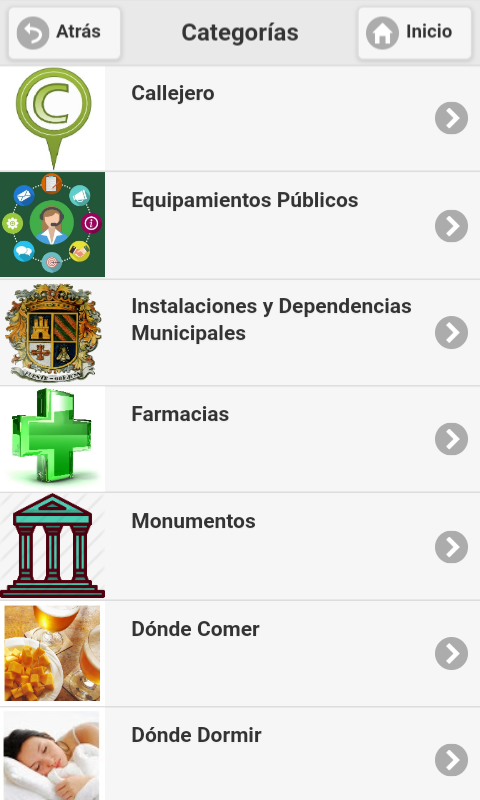 Atrás
Categorías
Inicio
Callejero
Equipamientos Públicos
Instalaciones y Dependencias
Municipales
Farmacias
Monumentos
Dónde Comer
Dónde Dormir